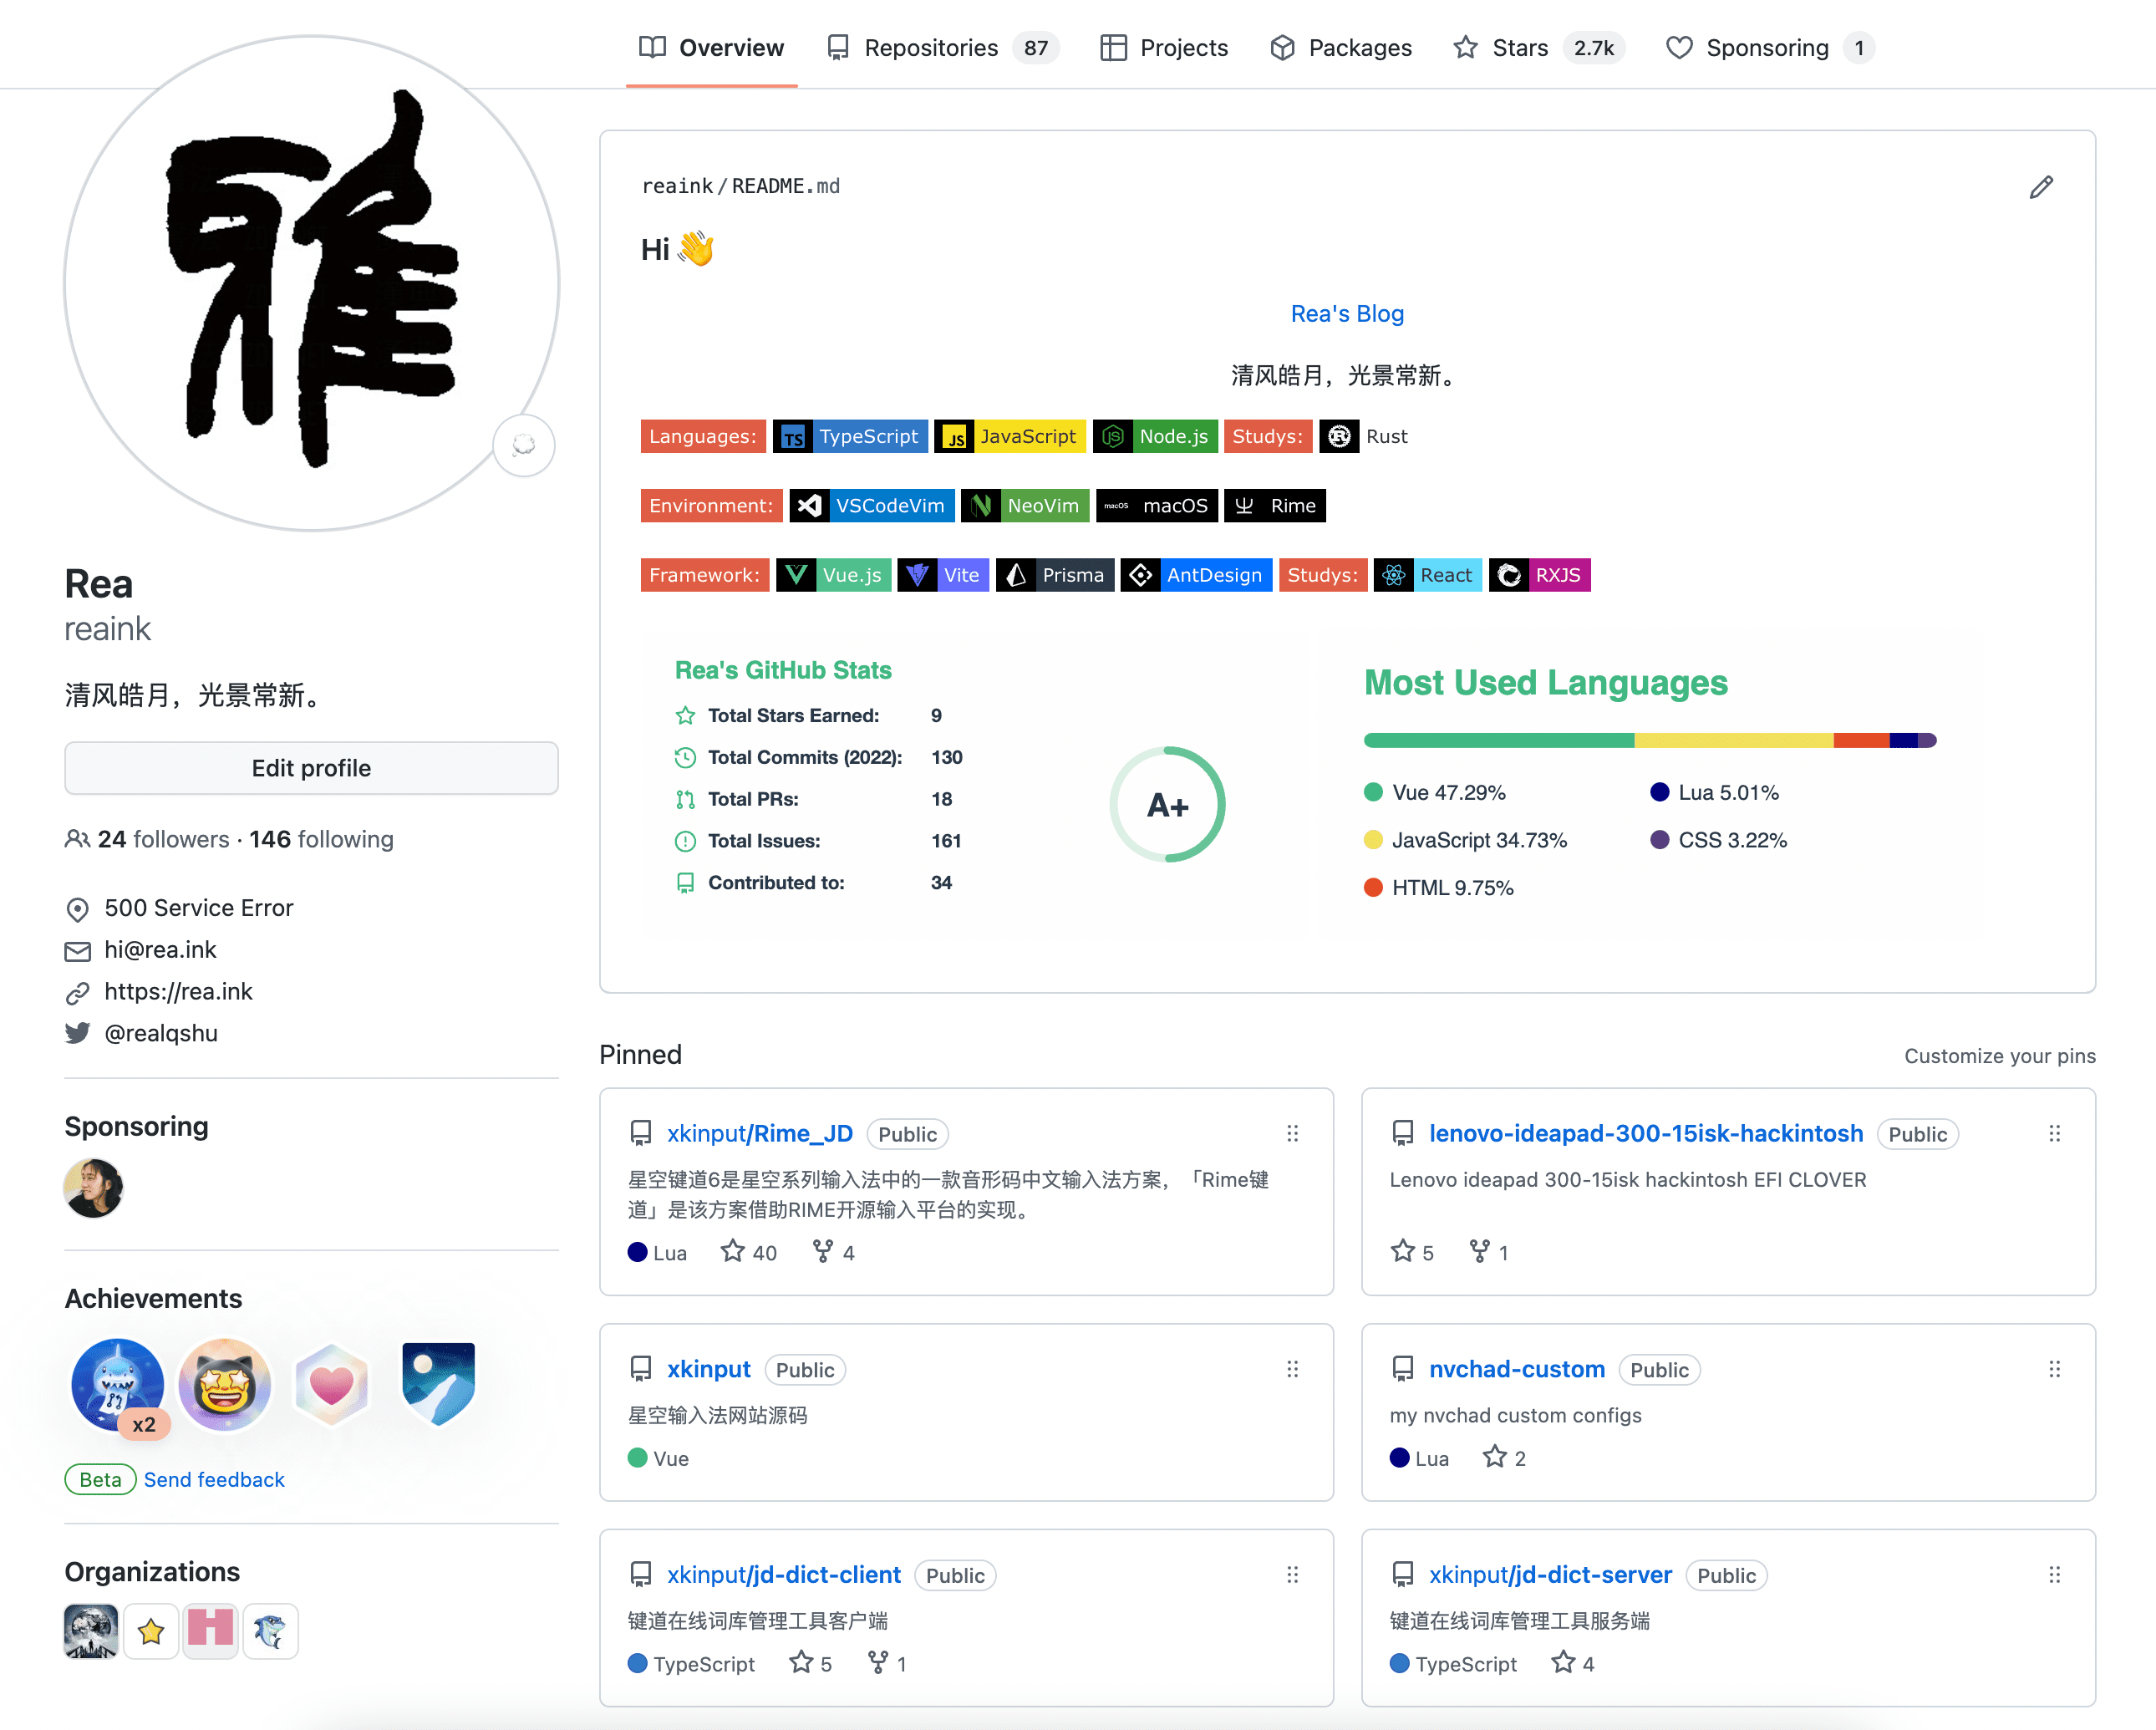 Overview Repositories 87 Projects Packages Stars 2.7k Sponsoring 1
雅
Rea
reaink
清风皓月，光景常新。
Edit profile
24 followers · 146 following
500 Service Error
hi@rea.ink
https://rea.ink
@realqshu
Sponsoring
Achievements
x2
Beta Send feedback
Organizations
reaink/README.md
Hi 👋
Rea's Blog
清风皓月，光景常新。
Languages: TS TypeScript JS JavaScript JS Node.js Studys: R Rust
Environment: VSCodeVim NeoVim macOS macOS Rime
Framework: Vue.js Vite Prisma AntDesign Studys: React RXJS
Rea's GitHub Stats
Total Stars Earned: 9
Total Commits (2022): 130
Total PRs: 18
Total Issues: 161
Contributed to: 34
A+
Most Used Languages
Vue 47.29%
JavaScript 34.73%
HTML 9.75%
Lua 5.01%
CSS 3.22%
Pinned
Customize your pins
xkinput/Rime_JD Public
星空键道6是星空系列输入法中的一款音形码中文输入法方案，「Rime键
道」是该方案借助RIME开源输入平台的实现。
Lua 40 4
lenovo-ideapad-300-15isk-hackintosh Public
Lenovo ideapad 300-15isk hackintosh EFI CLOVER
5 1
xkinput Public
星空输入法网站源码
Vue
nvchad-custom Public
my nvchad custom configs
Lua 2
xkinput/jd-dict-client Public
键道在线词库管理工具客户端
TypeScript 5 1
xkinput/jd-dict-server Public
键道在线词库管理工具服务端
TypeScript 4